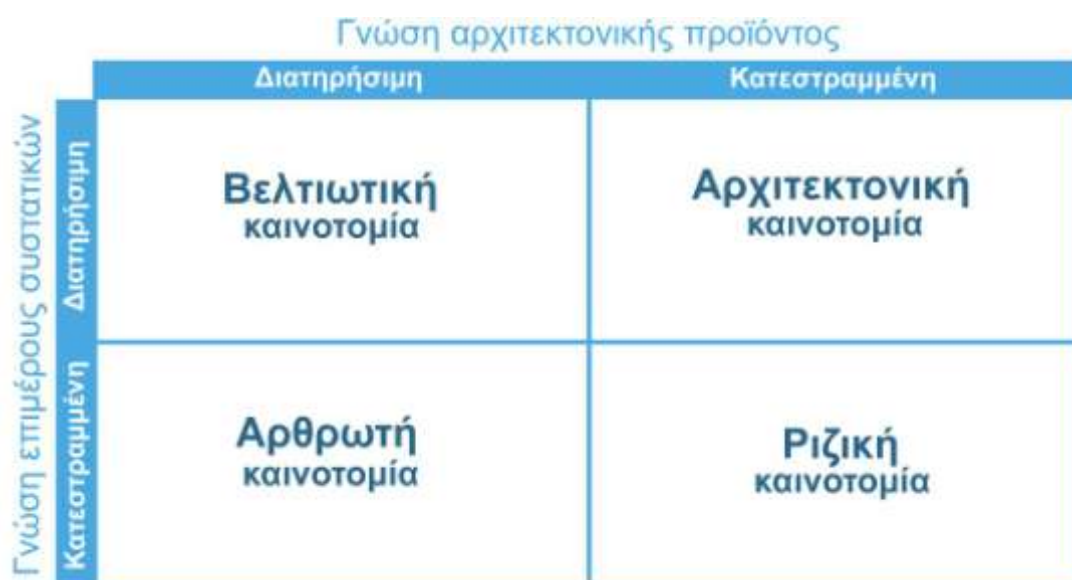 Γνώση αρχιτεκτονικής προϊόντος
Διατηρήσιμη
Κατεστραμμένη
Γνώση επιμέρους συστατικών
Διατηρήσιμη
Βελτιωτική
καινοτομία
Αρχιτεκτονική
καινοτομία
Κατεστραμμένη
Αρθρωτή
καινοτομία
Ριζική
καινοτομία